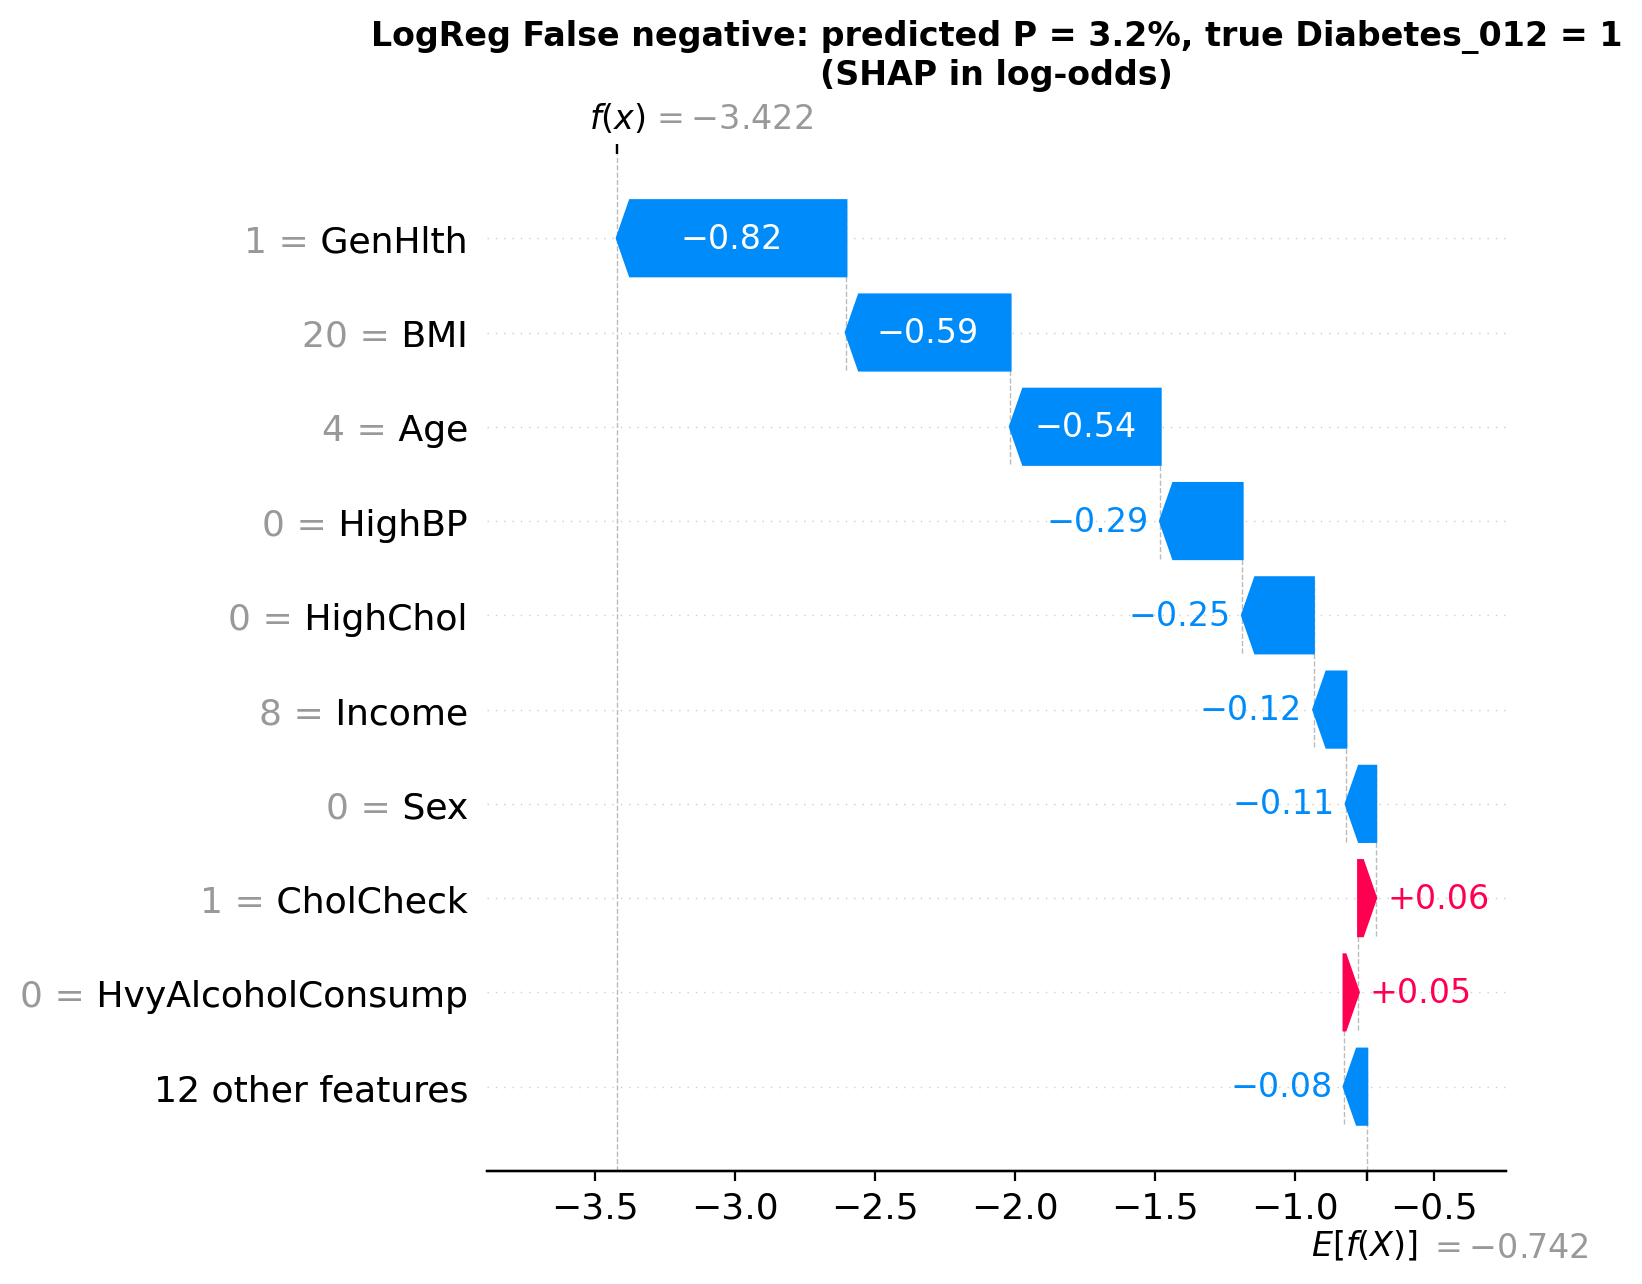 LogReg False negative: predicted P = 3.2%, true Diabetes_012 = 1
(SHAP in log-odds)
f(x) = −3.422
1 = GenHlth −0.82
20 = BMI −0.59
4 = Age −0.54
0 = HighBP −0.29
0 = HighChol −0.25
8 = Income −0.12
0 = Sex −0.11
1 = CholCheck +0.06
0 = HvyAlcoholConsump +0.05
12 other features −0.08
−3.5 −3.0 −2.5 −2.0 −1.5 −1.0 −0.5
E[f(X)] = −0.742